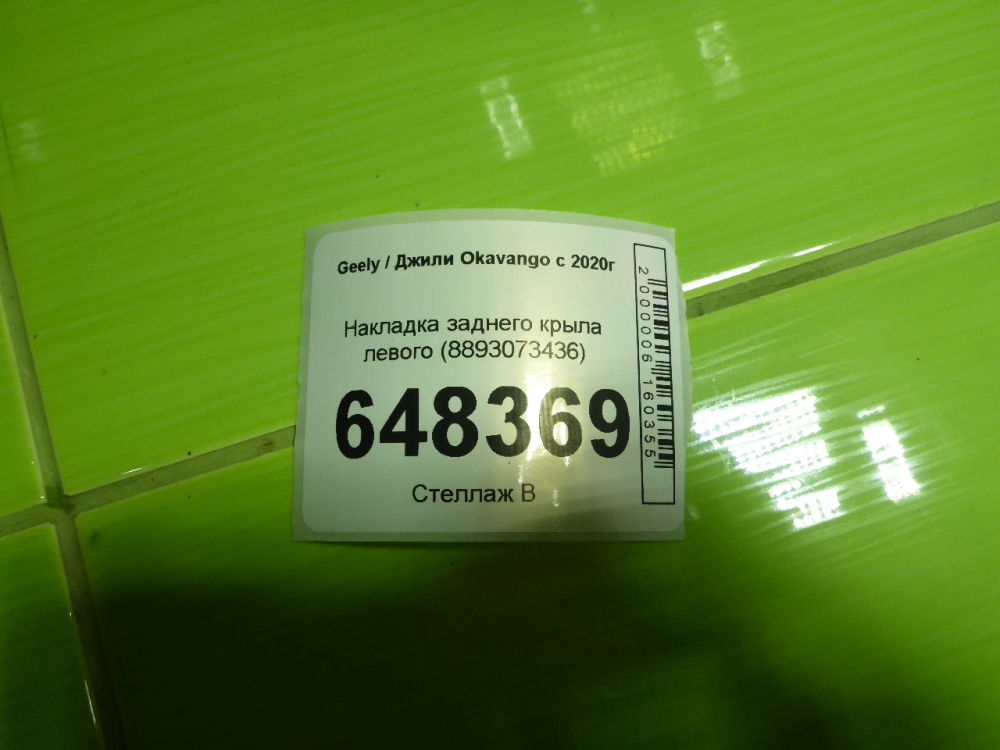 Geely / Джили Okavango с 2020г
Накладка заднего крыла
левого (8893073436)
648369
Стеллаж В
2000006160355